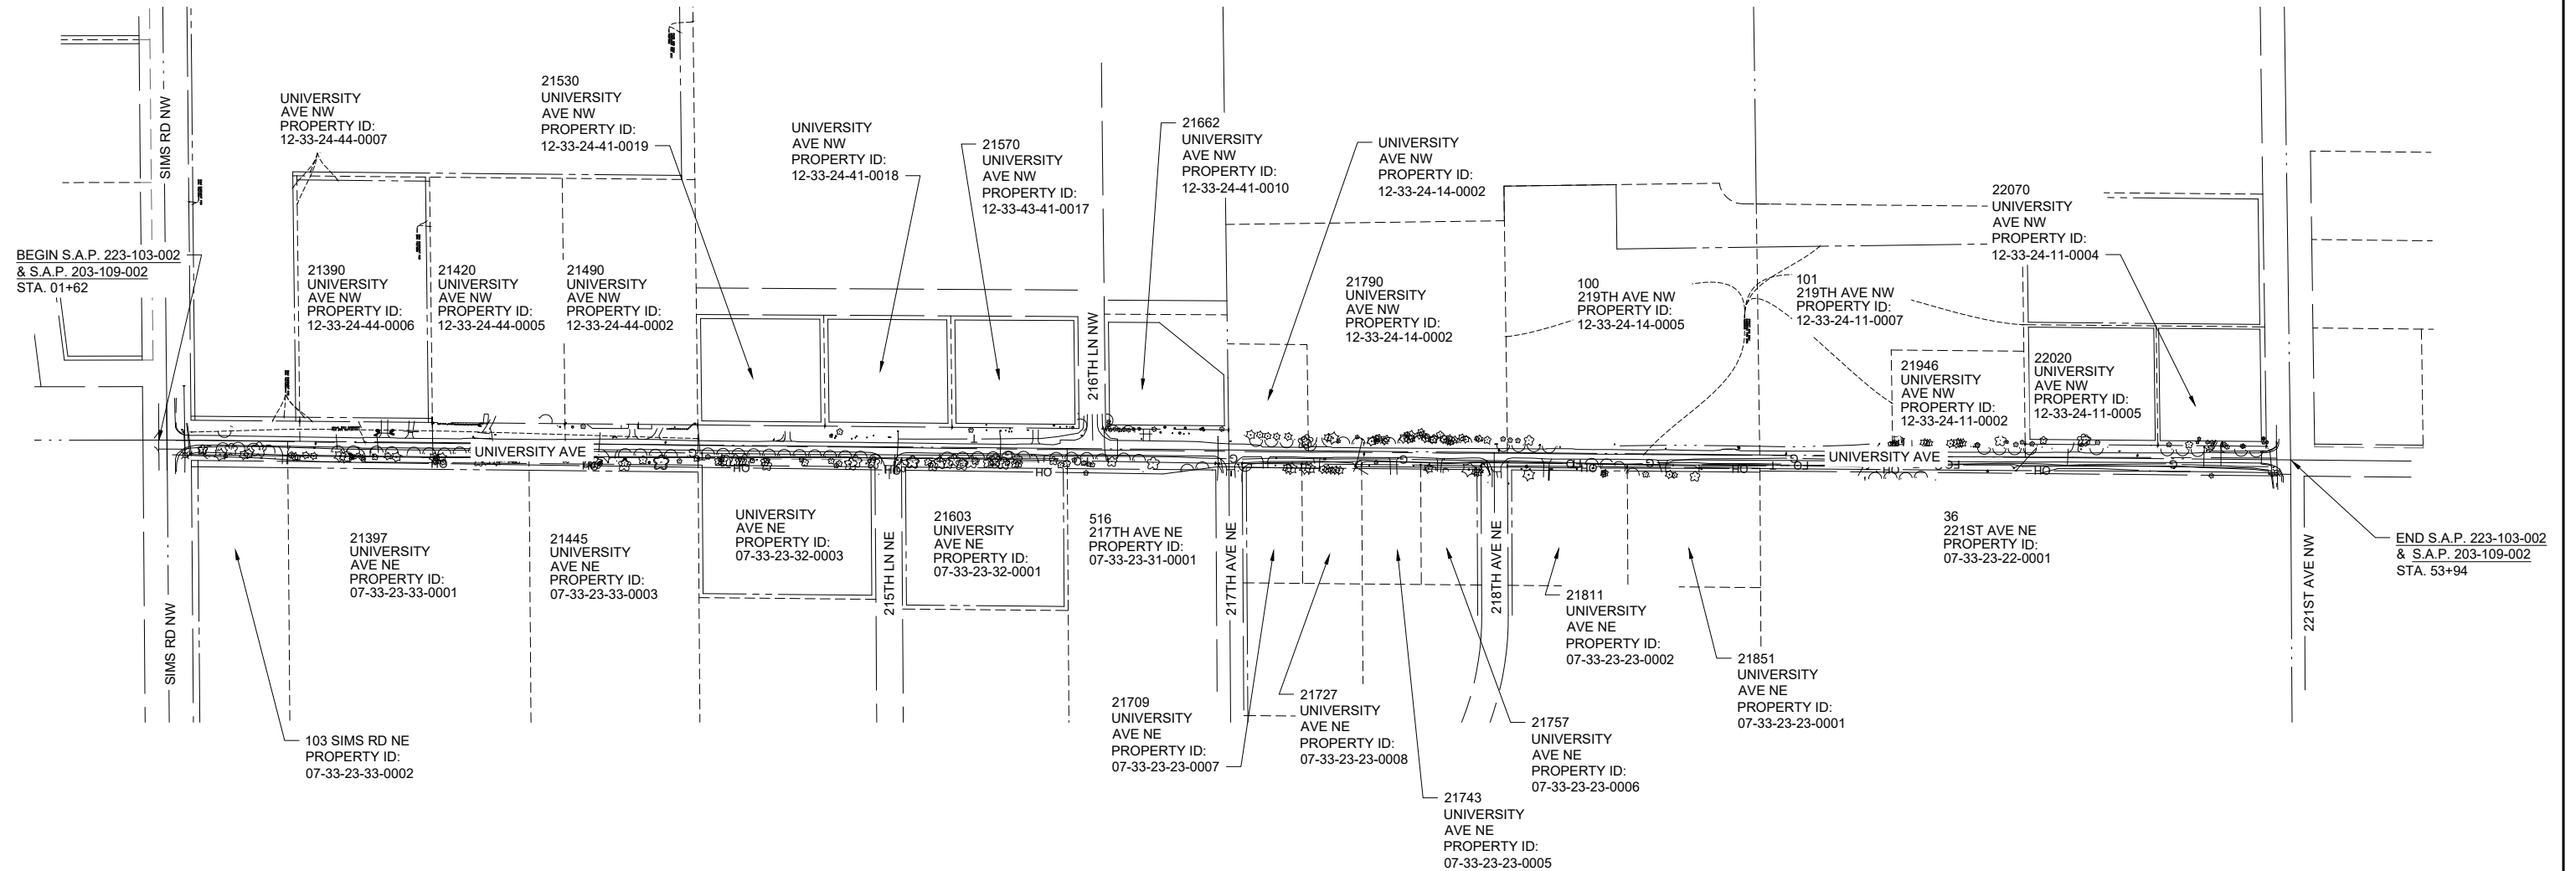 UNIVERSITY
AVE NW
PROPERTY ID:
12-33-24-44-0007
21530
UNIVERSITY
AVE NW
PROPERTY ID:
12-33-24-41-0019
UNIVERSITY
AVE NW
PROPERTY ID:
12-33-24-41-0018
21570
UNIVERSITY
AVE NW
PROPERTY ID:
12-33-43-41-0017
21662
UNIVERSITY
AVE NW
PROPERTY ID:
12-33-24-41-0010
UNIVERSITY
AVE NW
PROPERTY ID:
12-33-24-14-0002
22070
UNIVERSITY
AVE NW
PROPERTY ID:
12-33-24-11-0004
SIMS RD NW
BEGIN S.A.P. 223-103-002
& S.A.P. 203-109-002
STA. 01+62
21390
UNIVERSITY
AVE NW
PROPERTY ID:
12-33-24-44-0006
21420
UNIVERSITY
AVE NW
PROPERTY ID:
12-33-24-44-0005
21490
UNIVERSITY
AVE NW
PROPERTY ID:
12-33-24-44-0002
216TH LN NW
21790
UNIVERSITY
AVE NW
PROPERTY ID:
12-33-24-14-0002
100
219TH AVE NW
PROPERTY ID:
12-33-24-14-0005
101
219TH AVE NW
PROPERTY ID:
12-33-24-11-0007
21946
UNIVERSITY
AVE NW
PROPERTY ID:
12-33-24-11-0002
22020
UNIVERSITY
AVE NW
PROPERTY ID:
12-33-24-11-0005
UNIVERSITY AVE
UNIVERSITY AVE
HO
HO
HO
HO
HO
HO
HO
HO
HO
SIMS RD NW
21397
UNIVERSITY
AVE NE
PROPERTY ID:
07-33-23-33-0001
21445
UNIVERSITY
AVE NE
PROPERTY ID:
07-33-23-33-0003
UNIVERSITY
AVE NE
PROPERTY ID:
07-33-23-32-0003
215TH LN NE
21603
UNIVERSITY
AVE NE
PROPERTY ID:
07-33-23-32-0001
516
217TH AVE NE
PROPERTY ID:
07-33-23-31-0001
217TH AVE NE
218TH AVE NE
36
221ST AVE NE
PROPERTY ID:
07-33-23-22-0001
221ST AVE NW
END S.A.P. 223-103-002
& S.A.P. 203-109-002
STA. 53+94
103 SIMS RD NE
PROPERTY ID:
07-33-23-33-0002
21709
UNIVERSITY
AVE NE
PROPERTY ID:
07-33-23-23-0007
21727
UNIVERSITY
AVE NE
PROPERTY ID:
07-33-23-23-0008
21743
UNIVERSITY
AVE NE
PROPERTY ID:
07-33-23-23-0005
21757
UNIVERSITY
AVE NE
PROPERTY ID:
07-33-23-23-0006
21811
UNIVERSITY
AVE NE
PROPERTY ID:
07-33-23-23-0002
21851
UNIVERSITY
AVE NE
PROPERTY ID:
07-33-23-23-0001